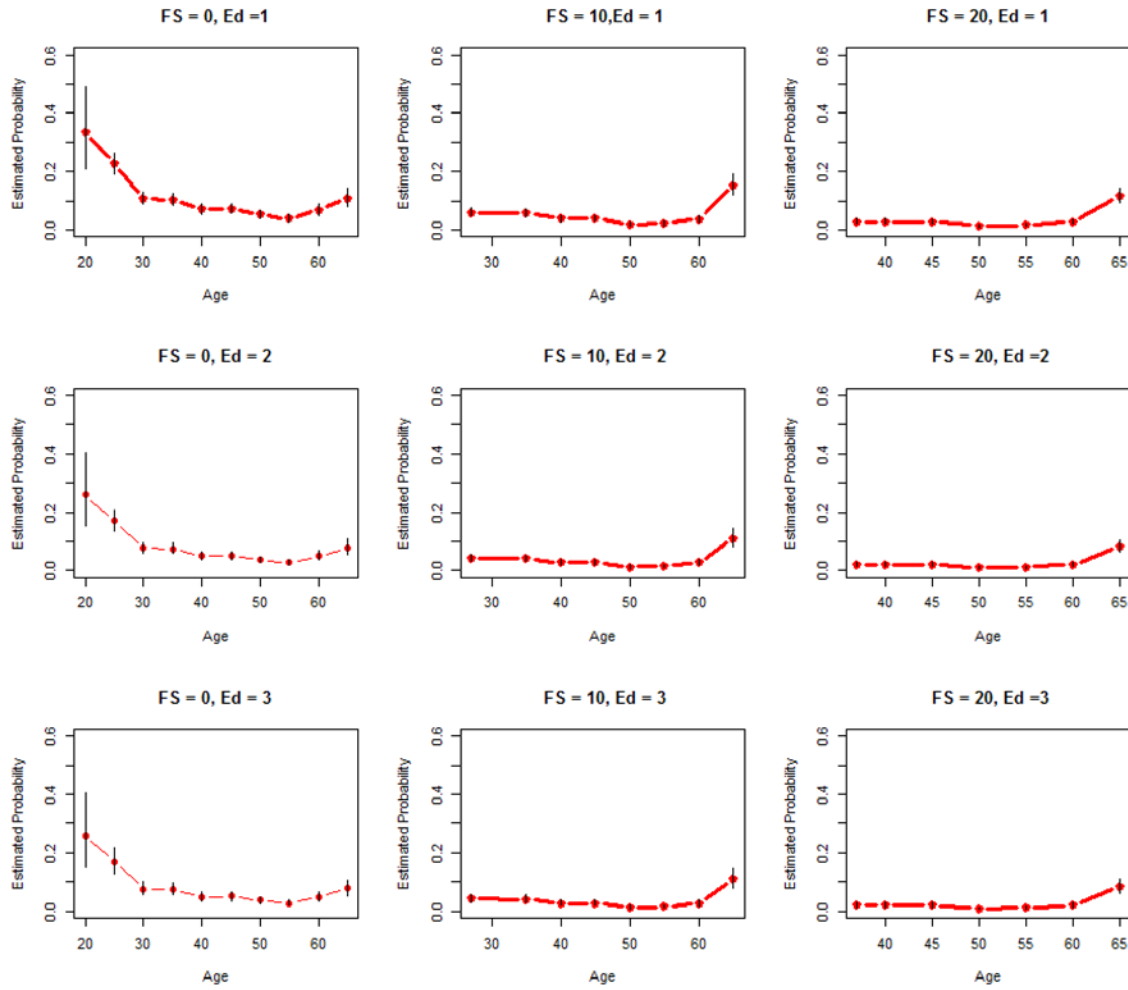 FS = 0, Ed =1
FS = 10,Ed = 1
FS = 20, Ed = 1
Estimated Probability
0.0 0.2 0.4 0.6
20 30 40 50 60
Age
Estimated Probability
0.0 0.2 0.4 0.6
30 40 50 60
Age
Estimated Probability
0.0 0.2 0.4 0.6
40 45 50 55 60 65
Age
FS = 0, Ed = 2
FS = 10, Ed = 2
FS = 20, Ed =2
Estimated Probability
0.0 0.2 0.4 0.6
20 30 40 50 60
Age
Estimated Probability
0.0 0.2 0.4 0.6
30 40 50 60
Age
Estimated Probability
0.0 0.2 0.4 0.6
40 45 50 55 60 65
Age
FS = 0, Ed = 3
FS = 10, Ed = 3
FS = 20, Ed =3
Estimated Probability
0.0 0.2 0.4 0.6
20 30 40 50 60
Age
Estimated Probability
0.0 0.2 0.4 0.6
30 40 50 60
Age
Estimated Probability
0.0 0.2 0.4 0.6
40 45 50 55 60 65
Age